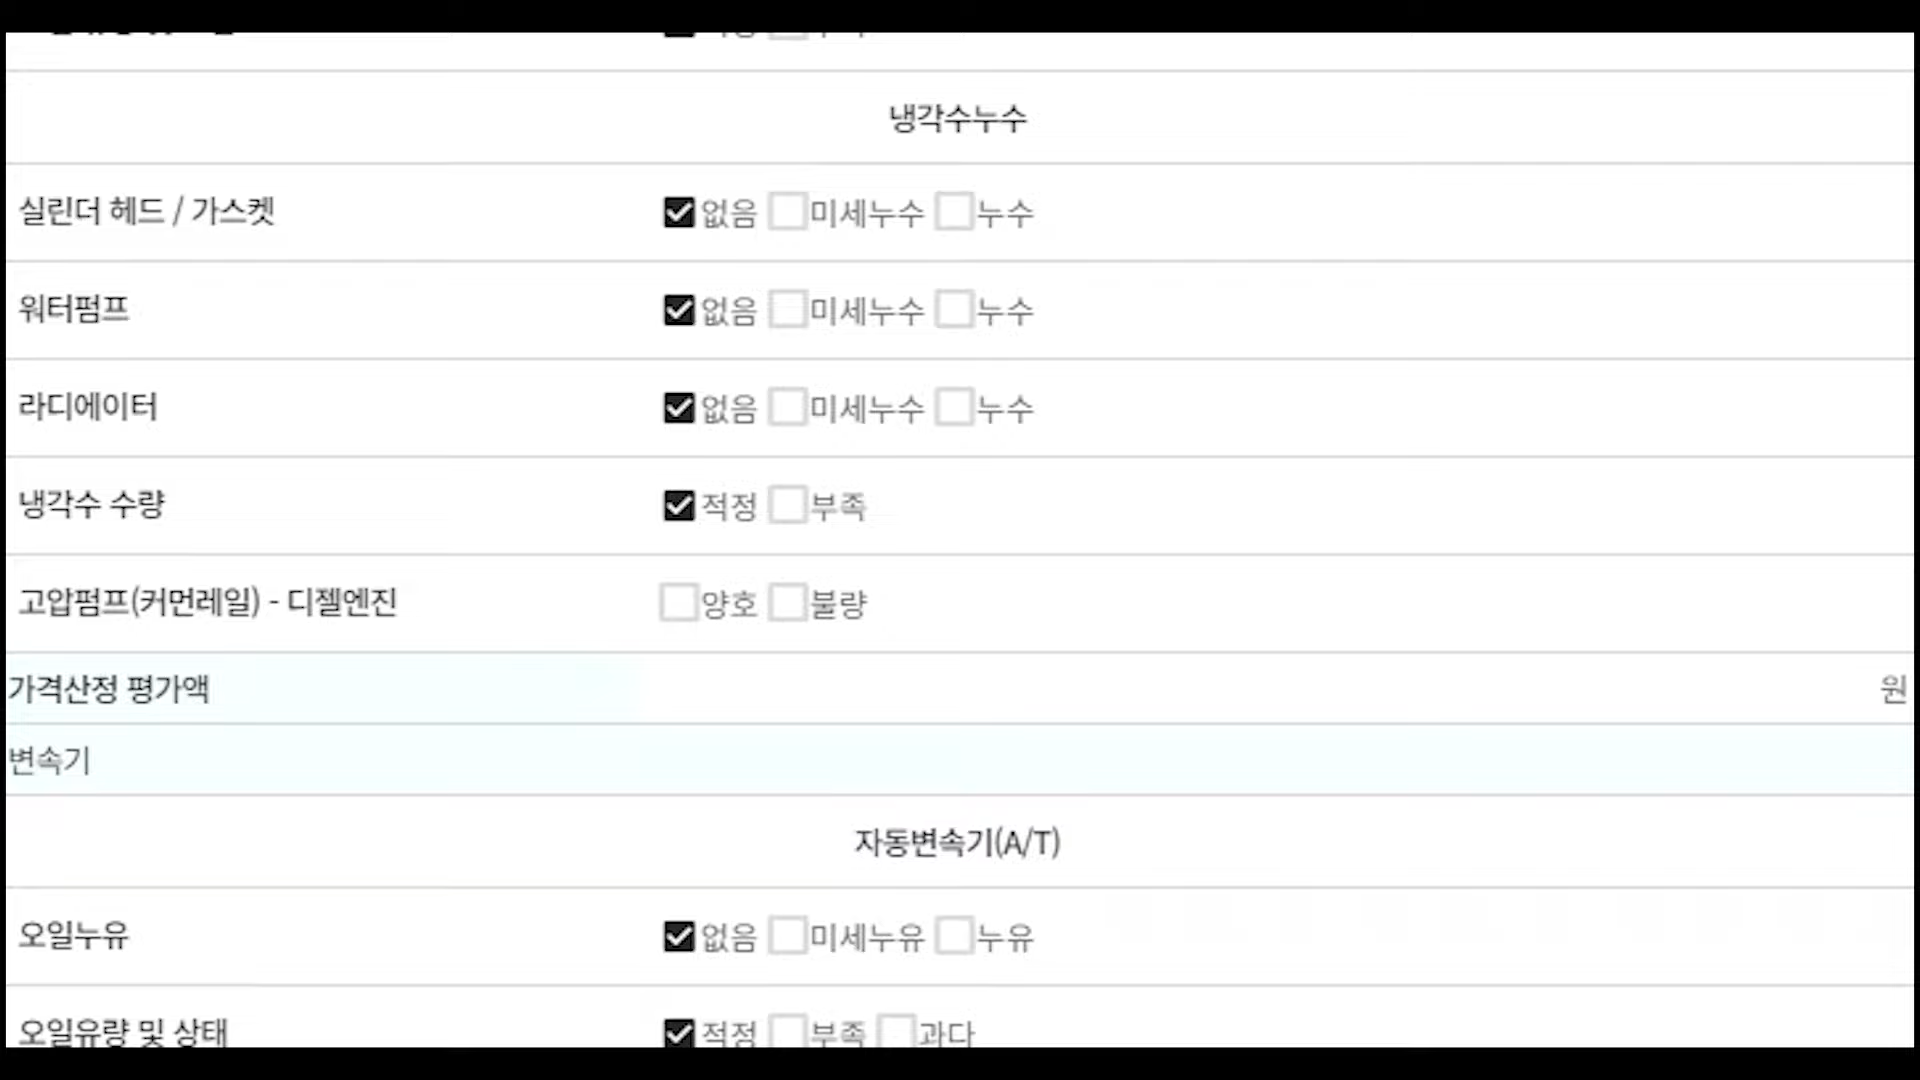 냉각수누수
실린더 헤드 / 가스켓 없음 미세누수 누수
워터펌프 없음 미세누수 누수
라디에이터 없음 미세누수 누수
냉각수 수량 적정 부족
고압펌프(커먼레일) - 디젤엔진 양호 불량
가격산정 평가액 원
변속기
자동변속기(A/T)
오일누유 없음 미세누유 누유
오일유량 및 상태 적정 부족 과다